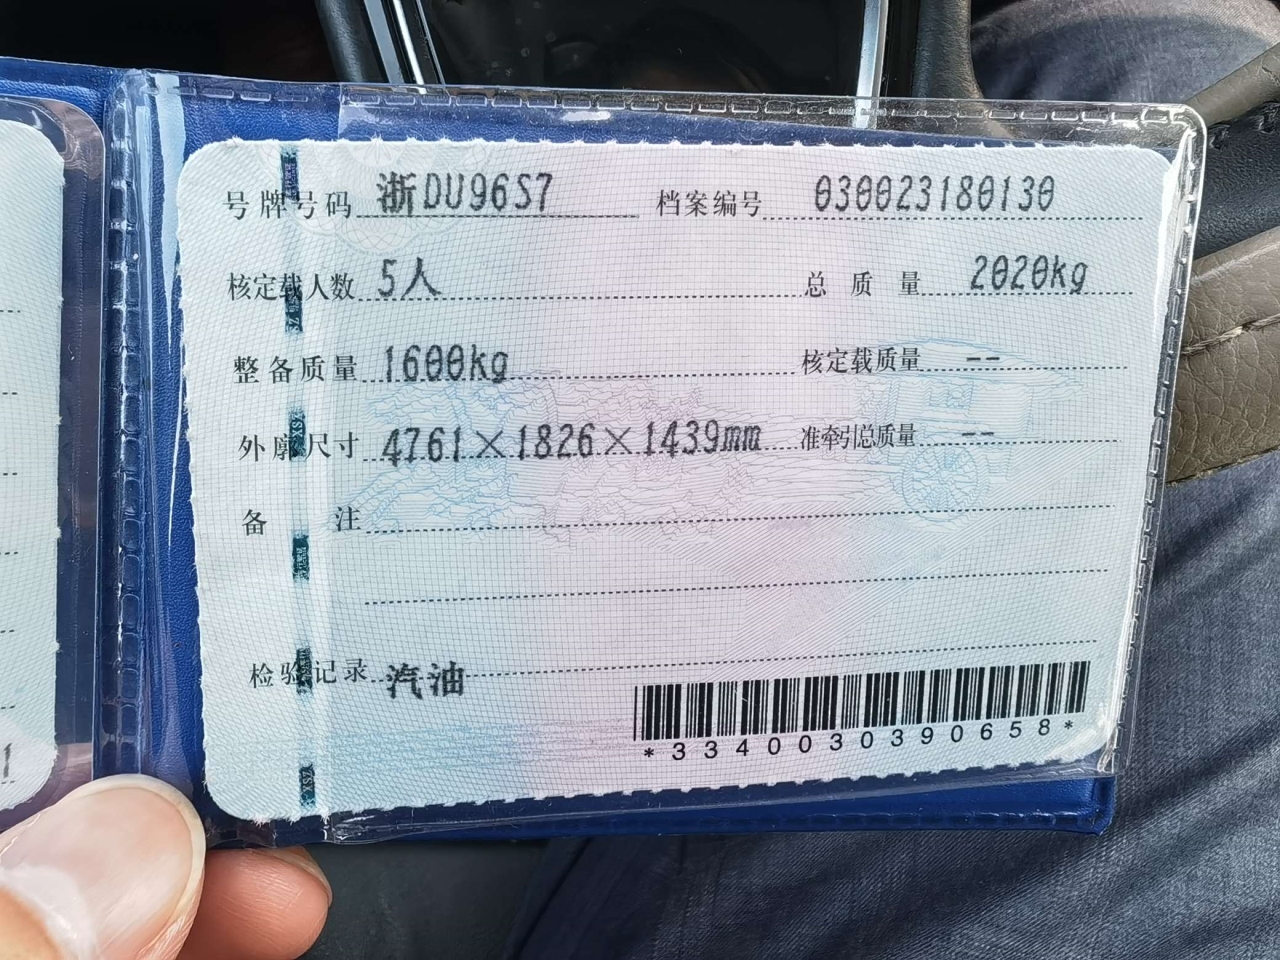 号牌号码 浙DU96S7 档案编号 030023180130
核定载人数 5人 总质量 2020kg
整备质量 1600kg 核定载质量 --
外廓尺寸 4761×1826×1439mm 准牵引总质量 --
备注
检验记录 汽油
*3340030390658*